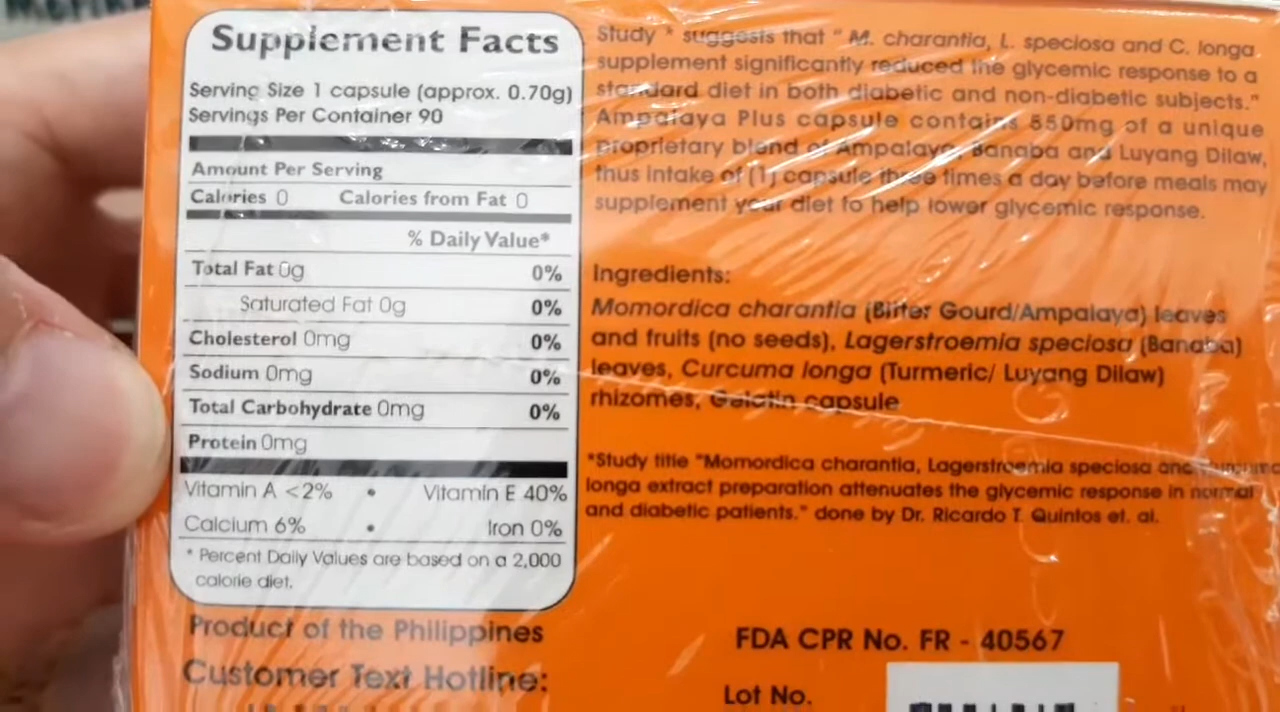 Supplement Facts
Serving Size 1 capsule (approx. 0.70g)
Servings Per Container 90
Amount Per Serving
Calories 0 Calories from Fat 0
% Daily Value*
Total Fat 0g 0%
Saturated Fat 0g 0%
Cholesterol 0mg 0%
Sodium 0mg 0%
Total Carbohydrate 0mg 0%
Protein 0mg
Vitamin A <2% • Vitamin E 40%
Calcium 6% • Iron 0%
* Percent Daily Values are based on a 2,000
calorie diet.
Product of the Philippines
Customer Text Hotline:
Study * suggests that " M. charantia, L. speciosa and C. longa
supplement significantly reduced the glycemic response to a
standard diet in both diabetic and non-diabetic subjects."
Ampalaya Plus capsule contains 550mg of a unique
proprietary blend of Ampalaya, Banaba and Luyang Dilaw,
thus intake of (1) capsule three times a day before meals may
supplement your diet to help lower glycemic response.
Ingredients:
Momordica charantia (Bitter Gourd/Ampalaya) leaves
and fruits (no seeds), Lagerstroemia speciosa (Banaba)
leaves, Curcuma longa (Turmeric/ Luyang Dilaw)
rhizomes, Gelatin capsule
*Study title "Momordica charantia, Lagerstroemia speciosa and
longa extract preparation attenuates the glycemic response in normal
and diabetic patients." done by Dr. Ricardo T. Quintos et. al.
FDA CPR No. FR - 40567
Lot No.